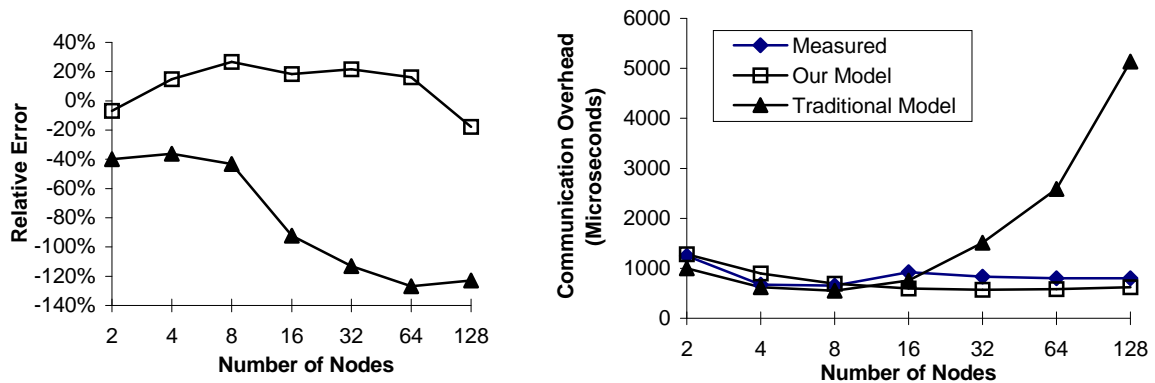 Relative Error
40%
20%
0%
-20%
-40%
-60%
-80%
-100%
-120%
-140%
2 4 8 16 32 64 128
Number of Nodes
Communication Overhead
(Microseconds)
6000
5000
4000
3000
2000
1000
0
Measured
Our Model
Traditional Model
2 4 8 16 32 64 128
Number of Nodes